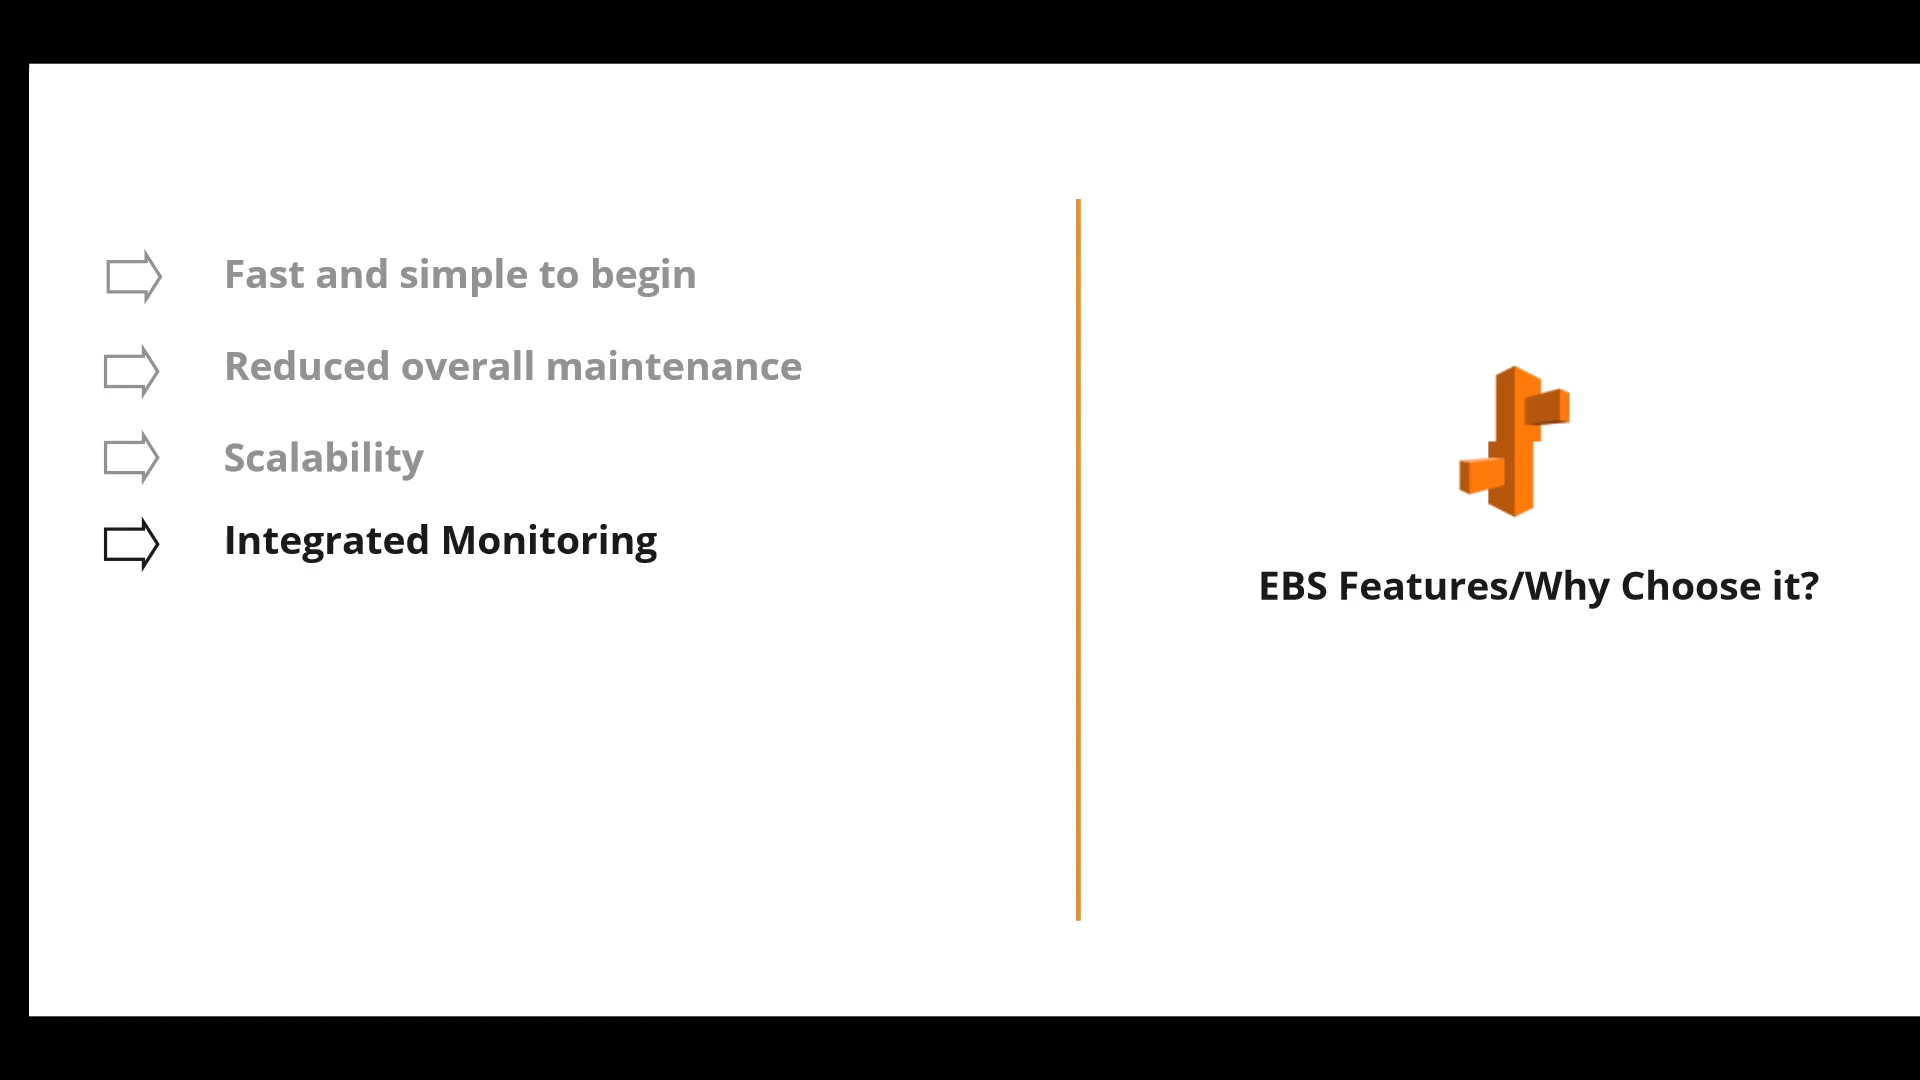 Fast and simple to begin
Reduced overall maintenance
Scalability
Integrated Monitoring
EBS Features/Why Choose it?